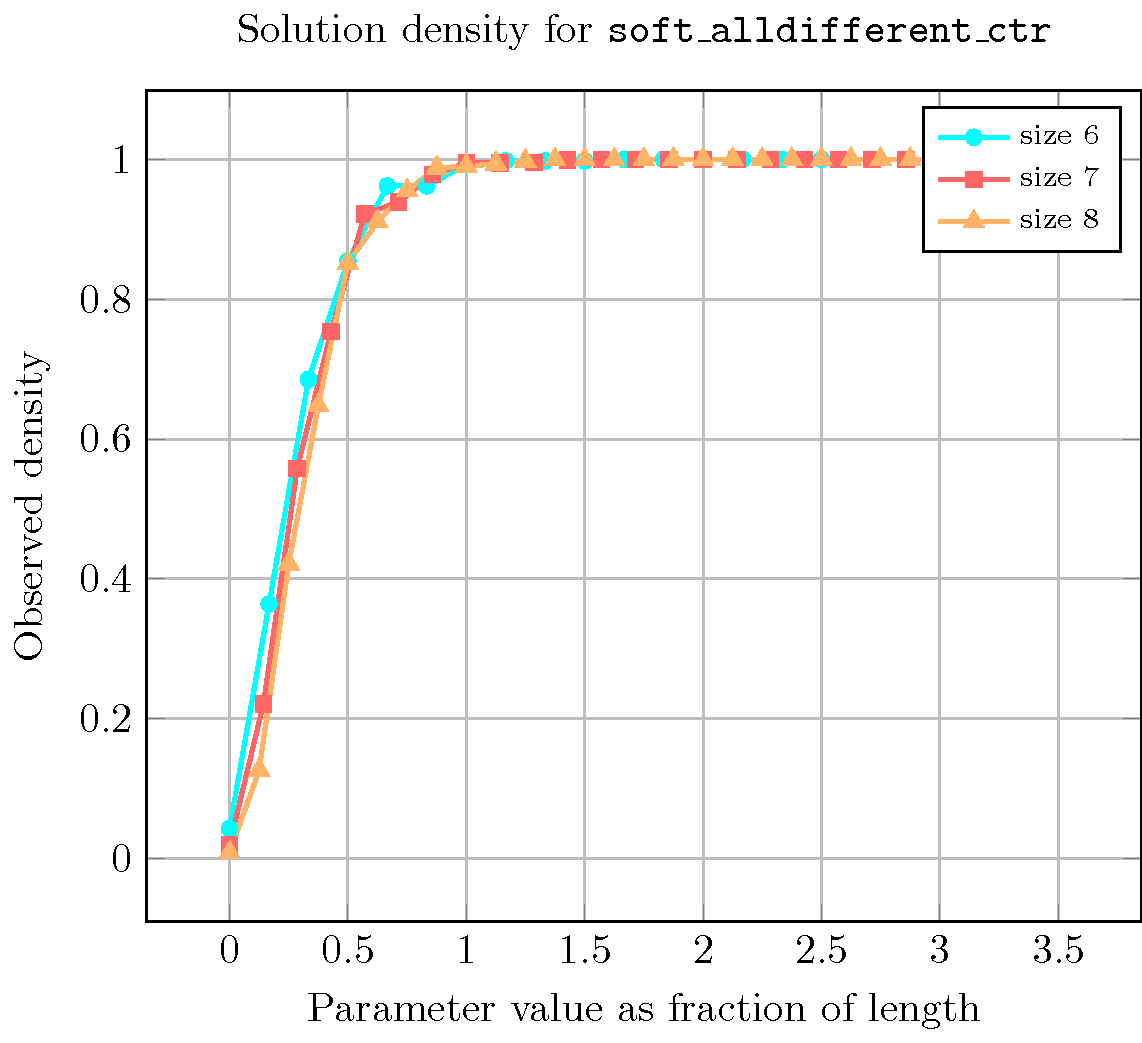 Solution density for soft_alldifferent_ctr
size 6
size 7
size 8
1
0.8
0.6
0.4
0.2
0
Observed density
0 0.5 1 1.5 2 2.5 3 3.5
Parameter value as fraction of length